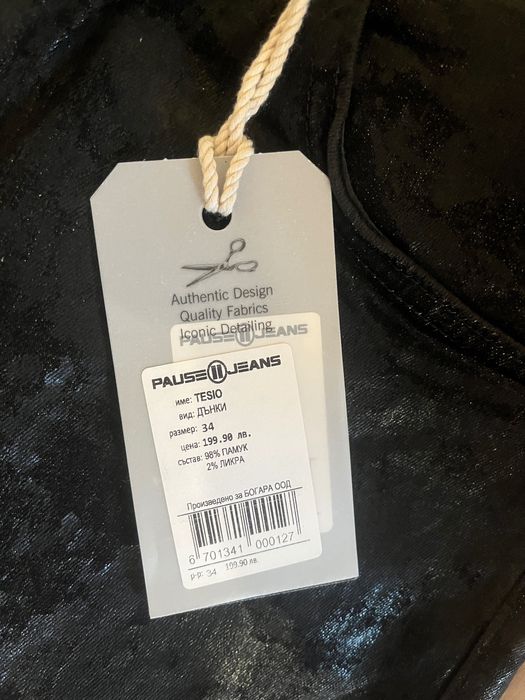 Authentic Design
Quality Fabrics
Iconic Detailing
PAUSE JEANS
PAUSE JEANS
име: TESIO
вид: ДЪНКИ
размер: 34
цена: 199.90 лв.
състав: 98% ПАМУК
2% ЛИКРА
Произведено за БОГАРА ООД
6 701341 000127
р-р: 34 199.90 лв